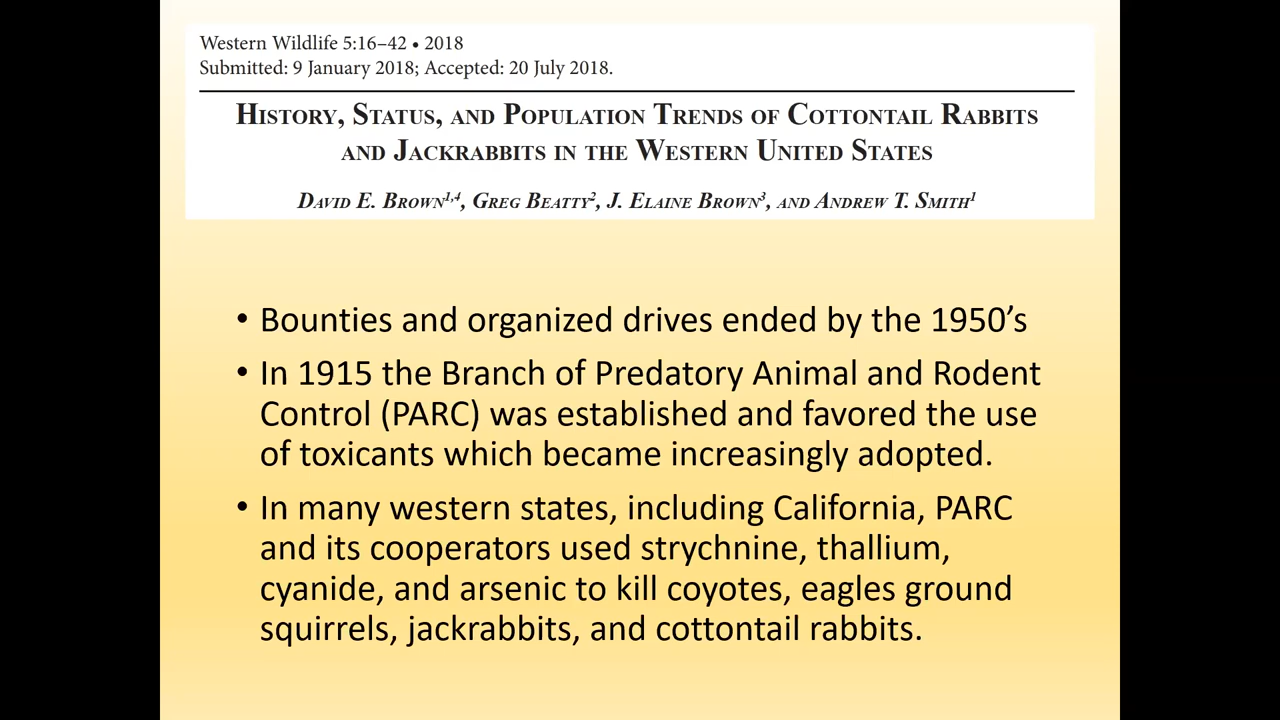 Western Wildlife 5:16–42 • 2018
Submitted: 9 January 2018; Accepted: 20 July 2018.
History, Status, and Population Trends of Cottontail Rabbits
and Jackrabbits in the Western United States
David E. Brown1,4, Greg Beatty2, J. Elaine Brown3, and Andrew T. Smith1
• Bounties and organized drives ended by the 1950’s
• In 1915 the Branch of Predatory Animal and Rodent
Control (PARC) was established and favored the use
of toxicants which became increasingly adopted.
• In many western states, including California, PARC
and its cooperators used strychnine, thallium,
cyanide, and arsenic to kill coyotes, eagles ground
squirrels, jackrabbits, and cottontail rabbits.